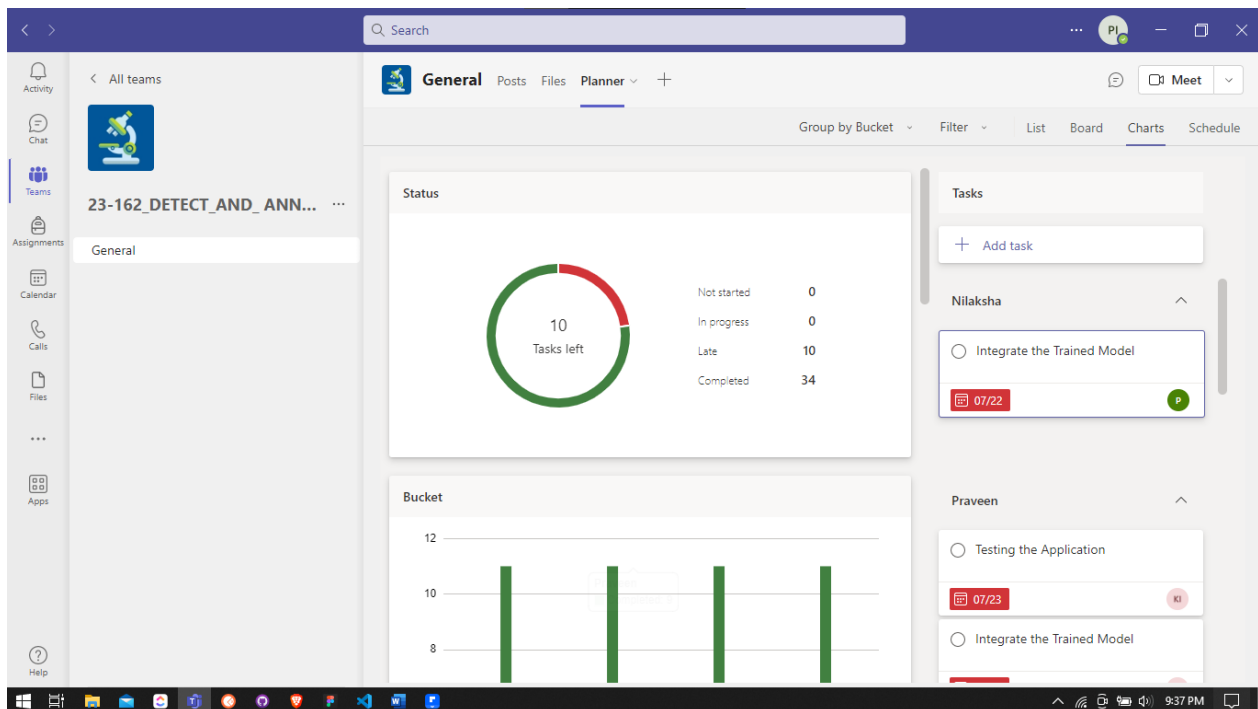 Search
PI
Activity
Chat
Teams
Assignments
Calendar
Calls
Files
Apps
Help
All teams
23-162_DETECT_AND_ ANN...
General
General Posts Files Planner
Meet
Group by Bucket Filter List Board Charts Schedule
Status
10
Tasks left
Not started 0
In progress 0
Late 10
Completed 34
Bucket
12
10
8
Tasks
Add task
Nilaksha
Integrate the Trained Model
07/22 P
Praveen
Testing the Application
07/23 KI
Integrate the Trained Model
9:37 PM